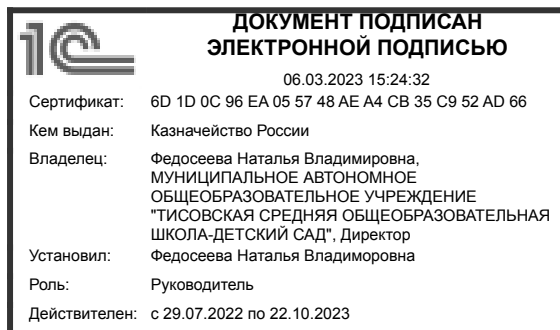 1С
ДОКУМЕНТ ПОДПИСАН
ЭЛЕКТРОННОЙ ПОДПИСЬЮ
06.03.2023 15:24:32
Сертификат: 6D 1D 0C 96 EA 05 57 48 AE A4 CB 35 C9 52 AD 66
Кем выдан: Казначейство России
Владелец: Федосеева Наталья Владимировна,
МУНИЦИПАЛЬНОЕ АВТОНОМНОЕ
ОБЩЕОБРАЗОВАТЕЛЬНОЕ УЧРЕЖДЕНИЕ
"ТИСОВСКАЯ СРЕДНЯЯ ОБЩЕОБРАЗОВАТЕЛЬНАЯ
ШКОЛА-ДЕТСКИЙ САД", Директор
Установил: Федосеева Наталья Владиморовна
Роль: Руководитель
Действителен: с 29.07.2022 по 22.10.2023